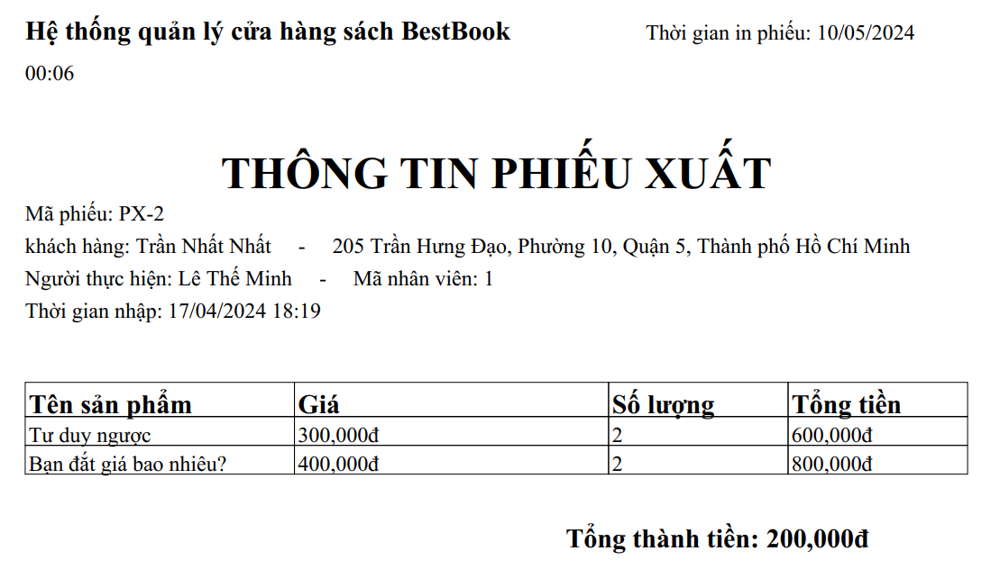 Hệ thống quản lý cửa hàng sách BestBook Thời gian in phiếu: 10/05/2024
00:06
THÔNG TIN PHIẾU XUẤT
Mã phiếu: PX-2
khách hàng: Trần Nhất Nhất - 205 Trần Hưng Đạo, Phường 10, Quận 5, Thành phố Hồ Chí Minh
Người thực hiện: Lê Thế Minh - Mã nhân viên: 1
Thời gian nhập: 17/04/2024 18:19
Tên sản phẩm Giá Số lượng Tổng tiền
Tư duy ngược 300,000đ 2 600,000đ
Bạn đắt giá bao nhiêu? 400,000đ 2 800,000đ
Tổng thành tiền: 200,000đ